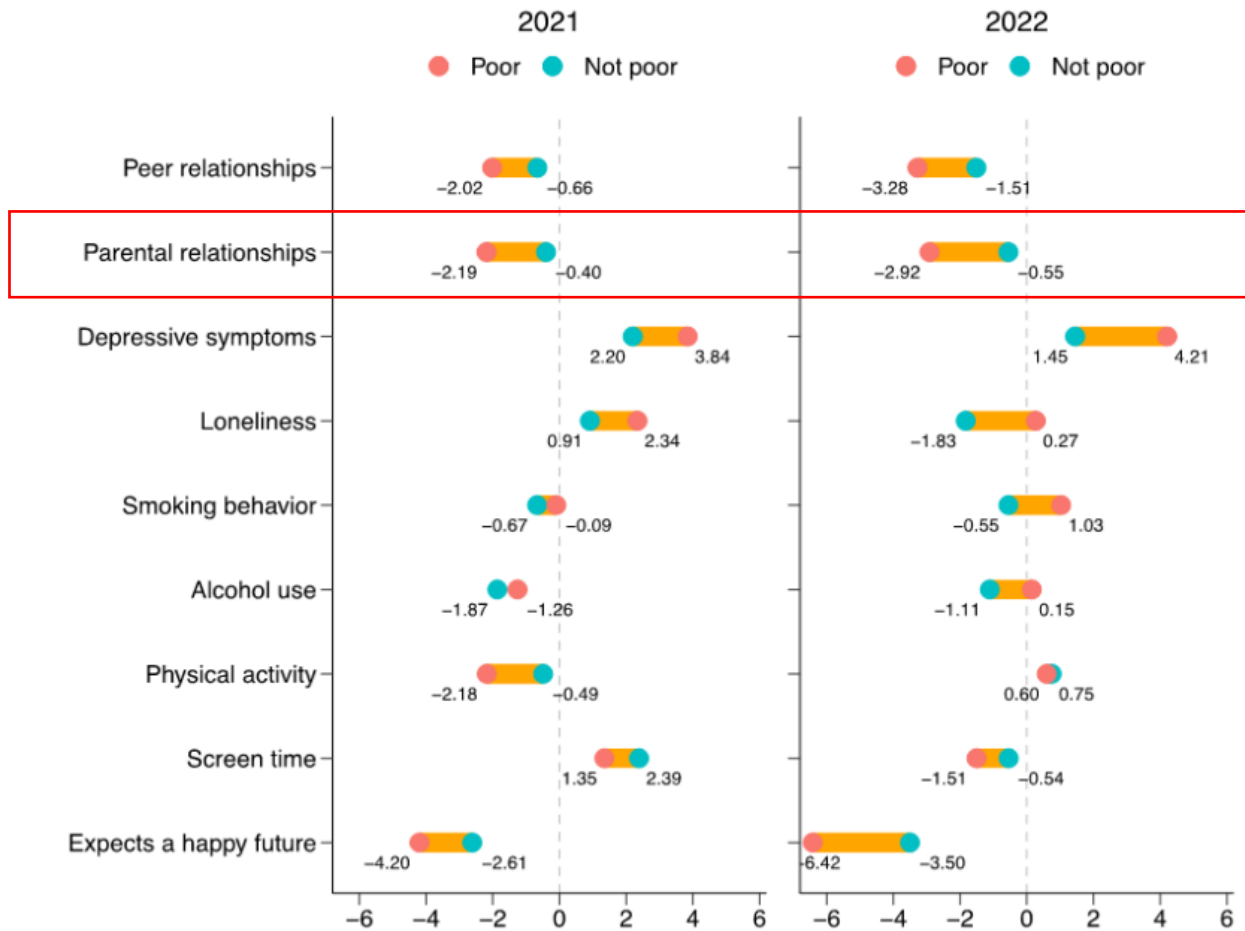 2021 2022
Poor Not poor Poor Not poor
Peer relationships
−2.02 −0.66 −3.28 −1.51
Parental relationships
−2.19 −0.40 −2.92 −0.55
Depressive symptoms
2.20 3.84 1.45 4.21
Loneliness
0.91 2.34 −1.83 0.27
Smoking behavior
−0.67 −0.09 −0.55 1.03
Alcohol use
−1.87 −1.26 −1.11 0.15
Physical activity
−2.18 −0.49 0.60 0.75
Screen time
1.35 2.39 −1.51 −0.54
Expects a happy future
−4.20 −2.61 −6.42 −3.50
−6 −4 −2 0 2 4 6 −6 −4 −2 0 2 4 6